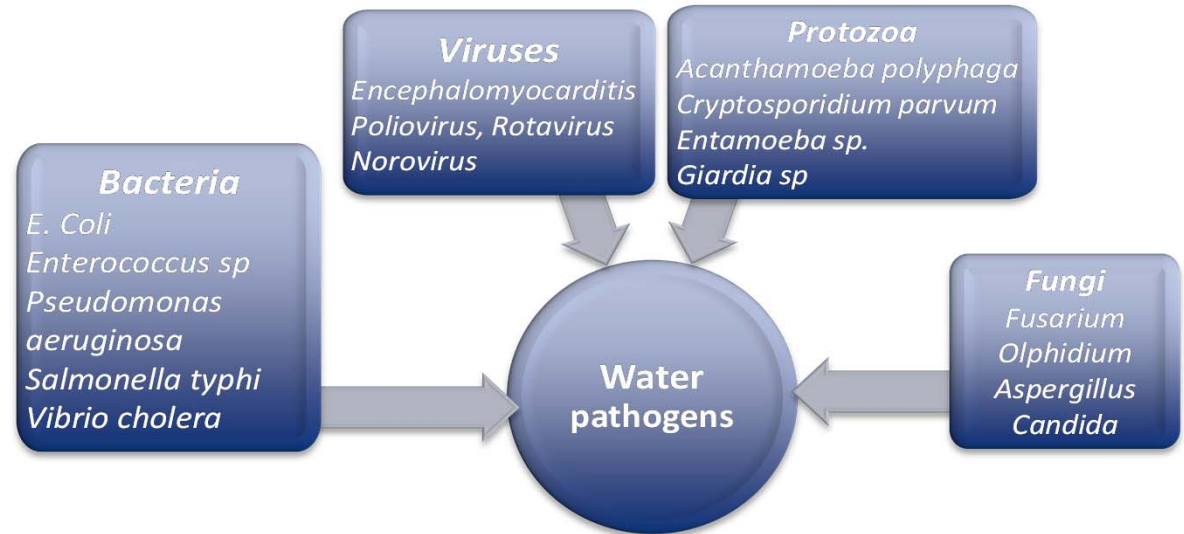 Bacteria
E. Coli
Enterococcus sp
Pseudomonas
aeruginosa
Salmonella typhi
Vibrio cholera
Viruses
Encephalomyocarditis
Poliovirus, Rotavirus
Norovirus
Protozoa
Acanthamoeba polyphaga
Cryptosporidium parvum
Entamoeba sp.
Giardia sp
Fungi
Fusarium
Olphidium
Aspergillus
Candida
Water
pathogens